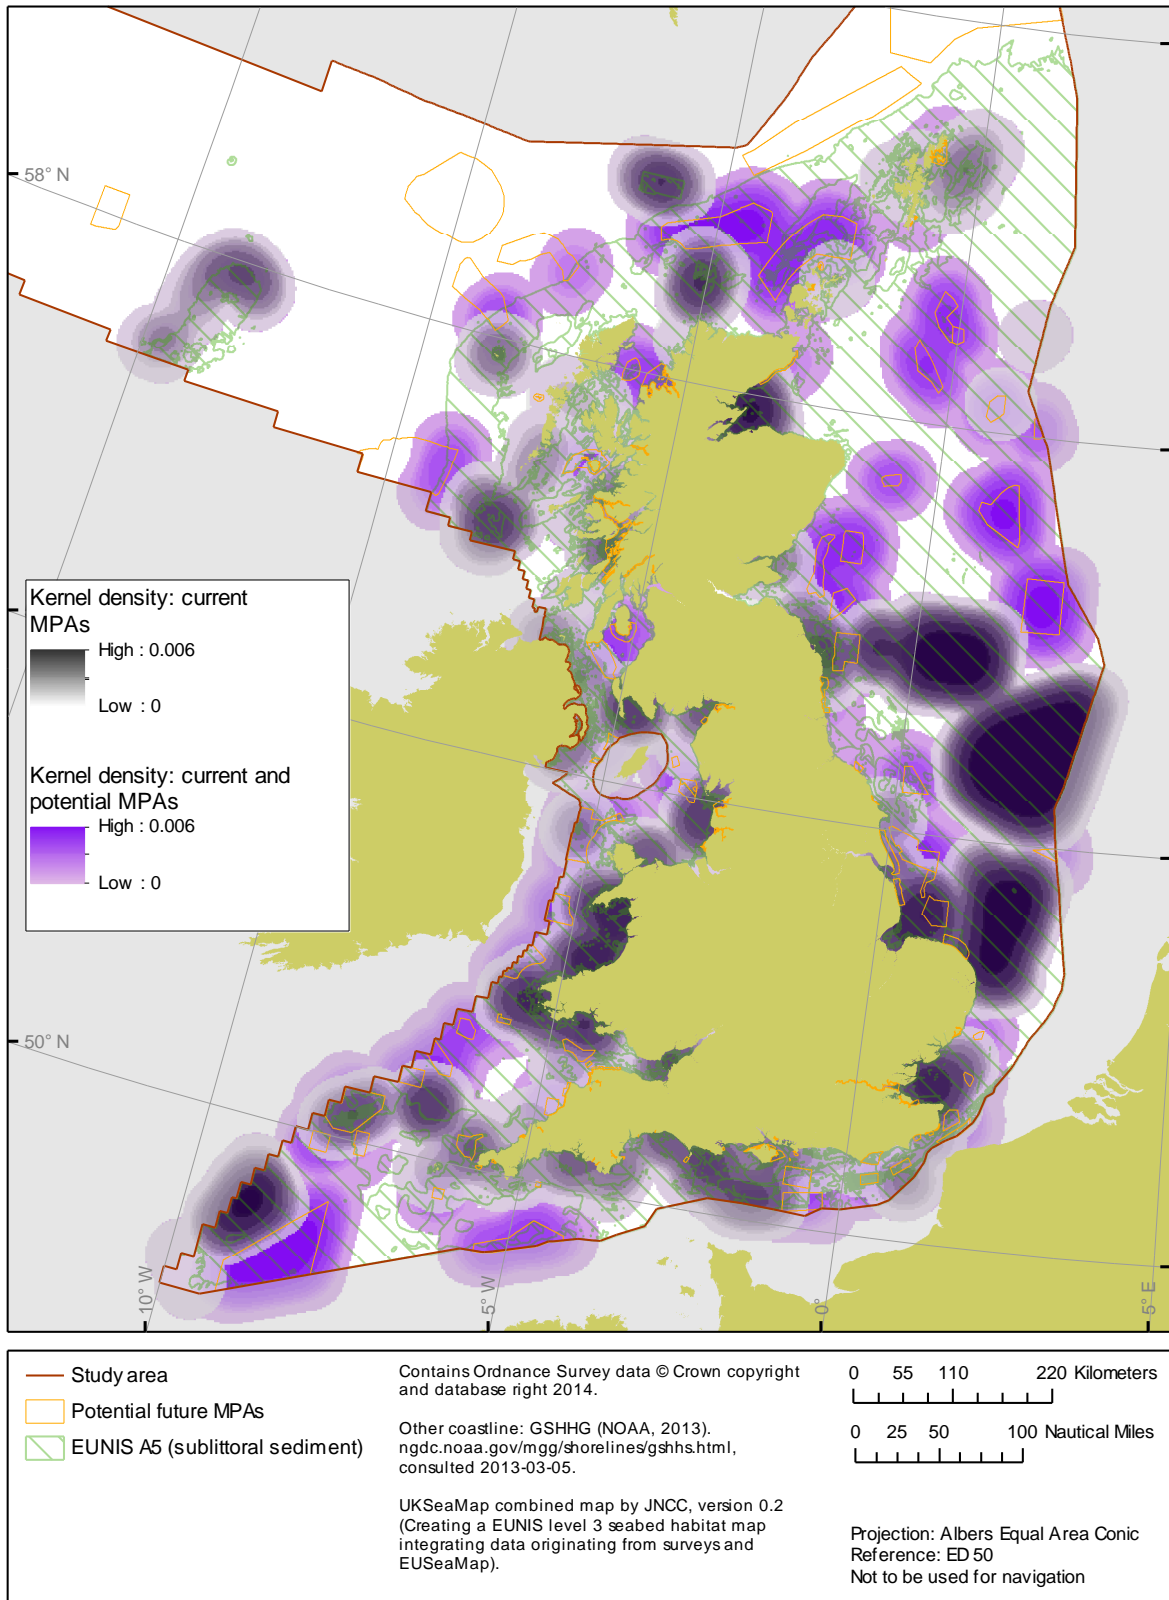 58° N
Kernel density: current
MPAs
High : 0.006
Low : 0
Kernel density: current and
potential MPAs
High : 0.006
Low : 0
50° N
10° W
5° W
0°
5° E
Study area
Potential future MPAs
EUNIS A5 (sublittoral sediment)
Contains Ordnance Survey data © Crown copyright
and database right 2014.
Other coastline: GSHHG (NOAA, 2013).
ngdc.noaa.gov/mgg/shorelines/gshhs.html,
consulted 2013-03-05.
UKSeaMap combined map by JNCC, version 0.2
(Creating a EUNIS level 3 seabed habitat map
integrating data originating from surveys and
EUSeaMap).
0 55 110 220 Kilometers
0 25 50 100 Nautical Miles
Projection: Albers Equal Area Conic
Reference: ED 50
Not to be used for navigation